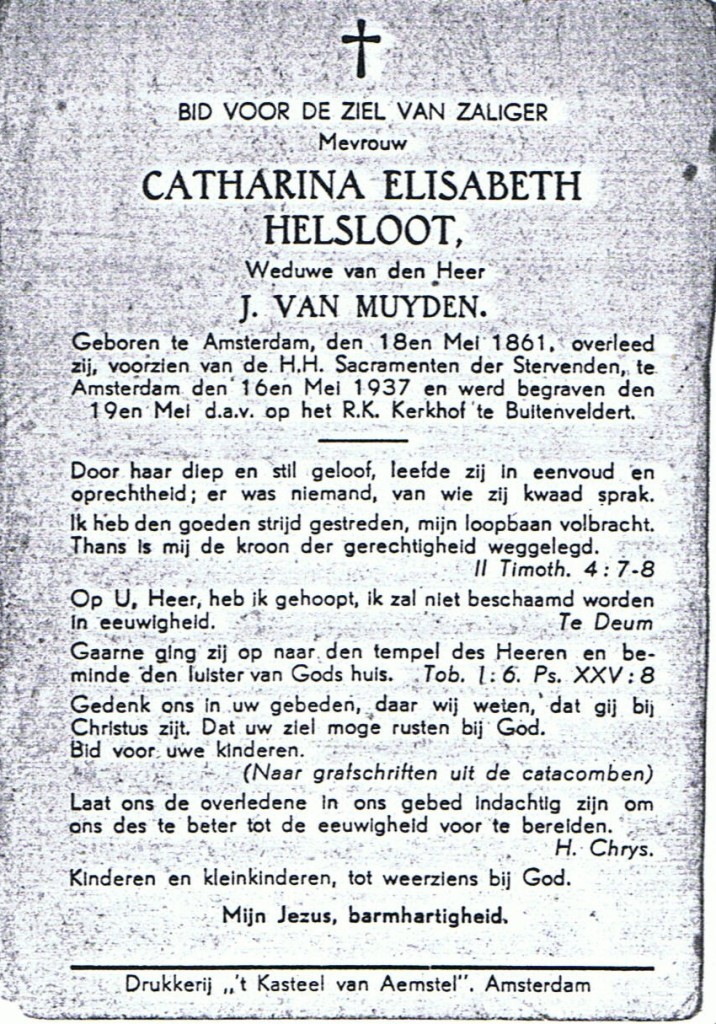 BID VOOR DE ZIEL VAN ZALIGER
Mevrouw
CATHARINA ELISABETH
HELSLOOT,
Weduwe van den Heer
J. VAN MUYDEN.
Geboren te Amsterdam, den 18en Mei 1861, overleed
zij, voorzien van de H.H. Sacramenten der Stervenden, te
Amsterdam den 16en Mei 1937 en werd begraven den
19en Mei d.a.v. op het R.K. Kerkhof te Buitenveldert.
Door haar diep en stil geloof, leefde zij in eenvoud en
oprechtheid; er was niemand, van wie zij kwaad sprak.
Ik heb den goeden strijd gestreden, mijn loopbaan volbracht.
Thans is mij de kroon der gerechtigheid weggelegd.
II Timoth. 4:7-8
Op U, Heer, heb ik gehoopt, ik zal niet beschaamd worden
in eeuwigheid. Te Deum
Gaarne ging zij op naar den tempel des Heeren en be-
minde den luister van Gods huis. Tob. 1:6. Ps. XXV:8
Gedenk ons in uw gebeden, daar wij weten, dat gij bij
Christus zijt. Dat uw ziel moge rusten bij God.
Bid voor uwe kinderen.
(Naar grafschriften uit de catacomben)
Laat ons de overledene in ons gebed indachtig zijn om
ons des te beter tot de eeuwigheid voor te bereiden.
H. Chrys.
Kinderen en kleinkinderen, tot weerziens bij God.
Mijn Jezus, barmhartigheid.
Drukkerij „'t Kasteel van Aemstel". Amsterdam